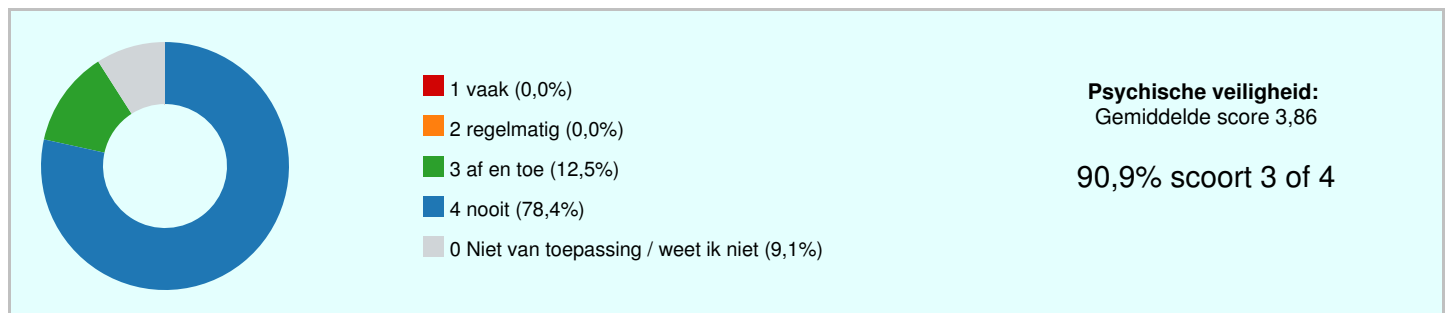 1 vaak (0,0%)
2 regelmatig (0,0%)
3 af en toe (12,5%)
4 nooit (78,4%)
0 Niet van toepassing / weet ik niet (9,1%)
Psychische veiligheid:
Gemiddelde score 3,86
90,9% scoort 3 of 4